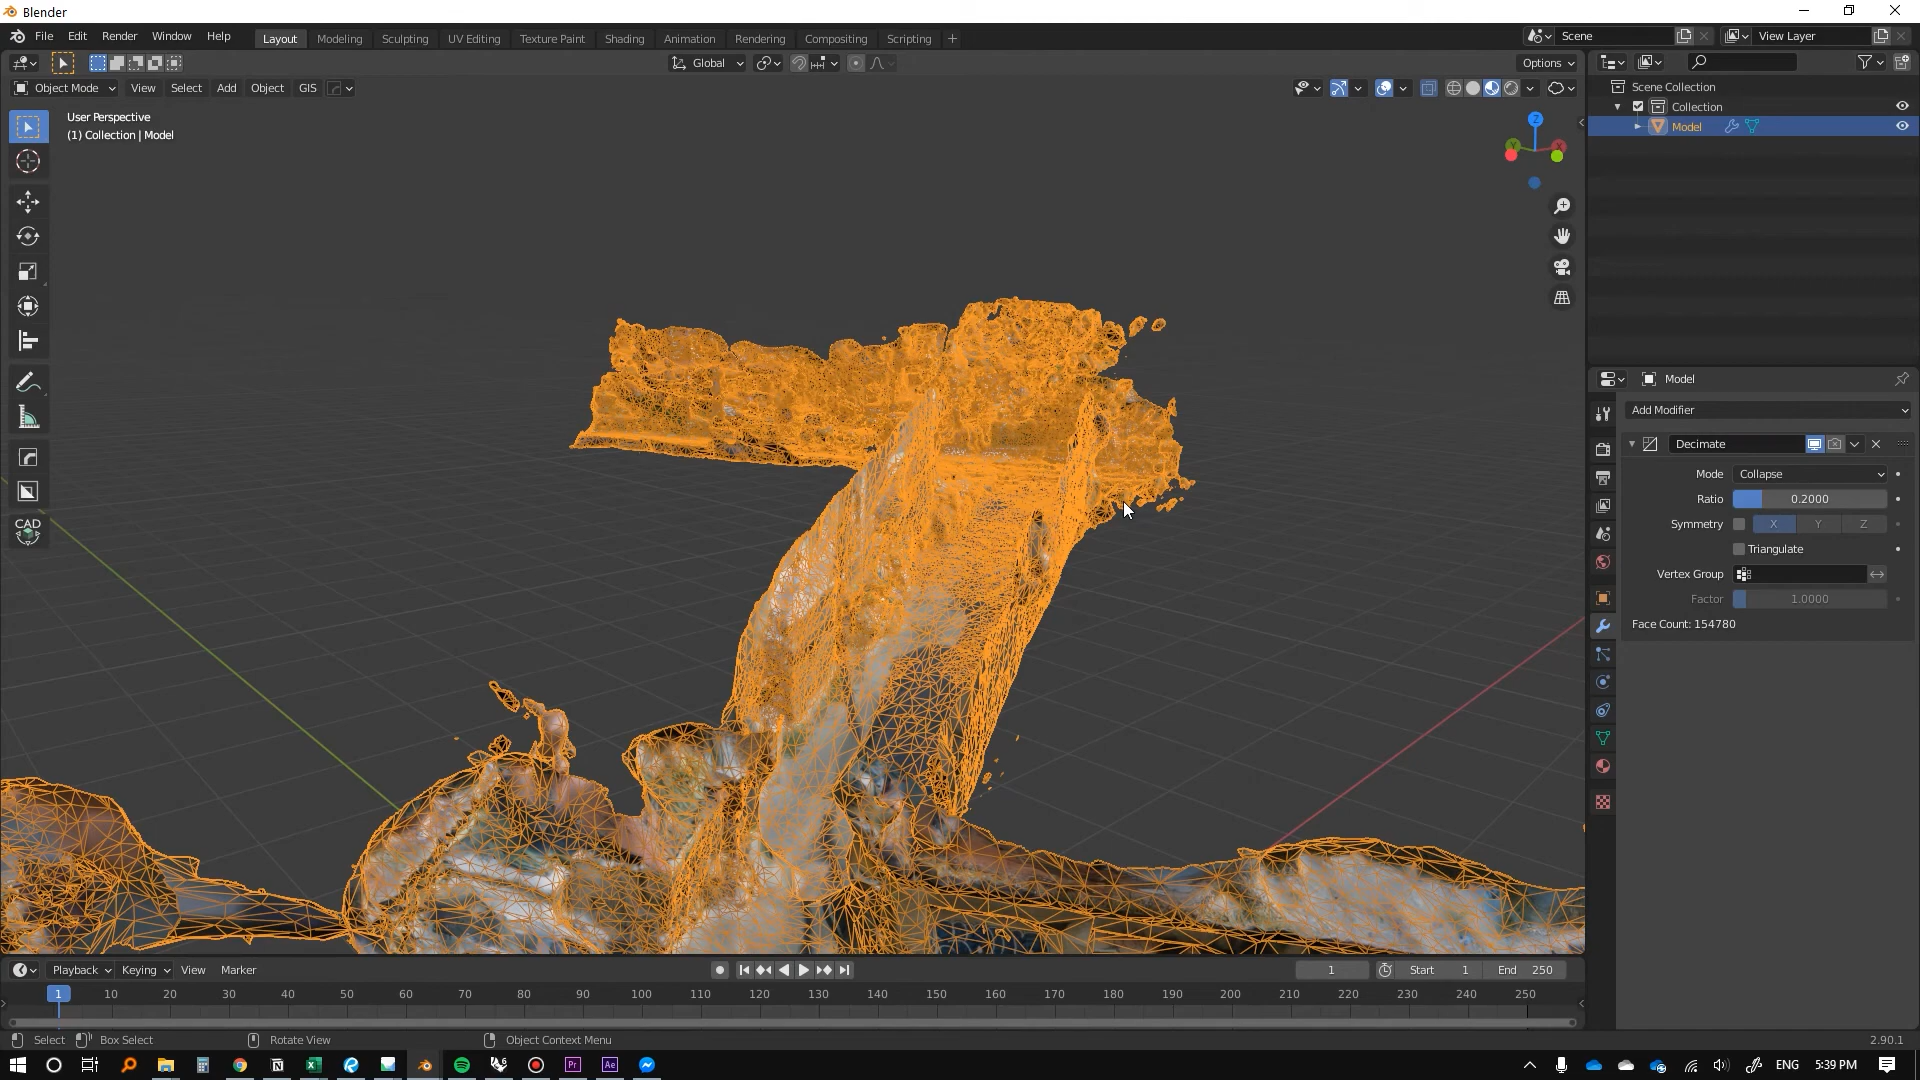 Blender
File Edit Render Window Help Layout Modeling Sculpting UV Editing Texture Paint Shading Animation Rendering Compositing Scripting + Scene View Layer
Global Options
Object Mode View Select Add Object GIS
User Perspective
(1) Collection | Model
Z
Y X
CAD
Scene Collection
Collection
Model
Model
Add Modifier
Decimate
Mode Collapse
Ratio 0.2000
Symmetry X Y Z
Triangulate
Vertex Group
Factor 1.0000
Face Count: 154780
Playback Keying View Marker 1 Start 1 End 250
1 10 20 30 40 50 60 70 80 90 100 110 120 130 140 150 160 170 180 190 200 210 220 230 240 250
Select Box Select Rotate View Object Context Menu 2.90.1
Pr Ae ENG 5:39 PM